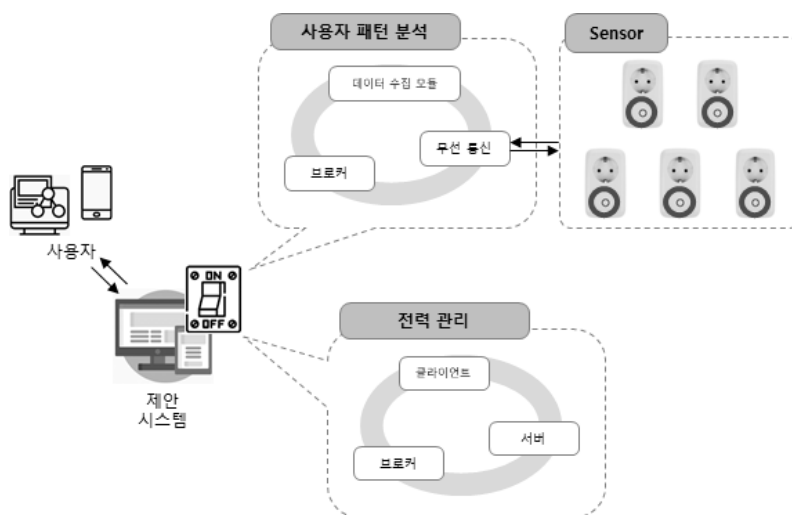 사용자 패턴 분석
Sensor
데이터 수집 모듈
무선 통신
브로커
사용자
ON
OFF
제안
시스템
전력 관리
클라이언트
서버
브로커